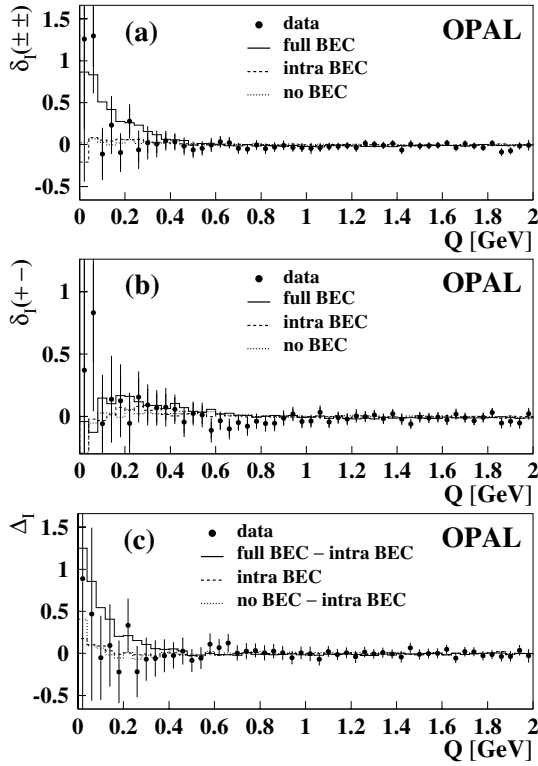 δI(± ±)
(a)
OPAL
data
full BEC
intra BEC
no BEC
1.5
1
0.5
0
-0.5
0 0.2 0.4 0.6 0.8 1 1.2 1.4 1.6 1.8 2
Q [GeV]
δI(+ −)
(b)
OPAL
data
full BEC
intra BEC
no BEC
1
0.5
0
0 0.2 0.4 0.6 0.8 1 1.2 1.4 1.6 1.8 2
Q [GeV]
ΔI
(c)
OPAL
data
full BEC − intra BEC
intra BEC
no BEC − intra BEC
1.5
1
0.5
0
-0.5
0 0.2 0.4 0.6 0.8 1 1.2 1.4 1.6 1.8 2
Q [GeV]